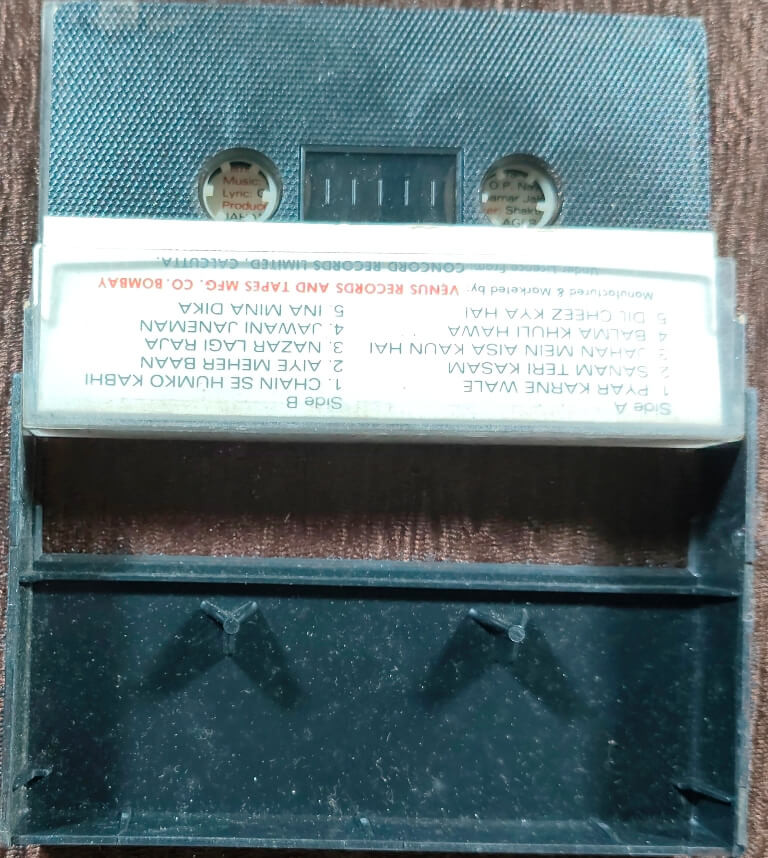 Side A
1 PYAR KARNE WALE
2 SANAM TERI KASAM
3 JAHAN MEIN AISA KAUN HAI
4 BALMA KHULI HAWA
5 DIL CHEEZ KYA HAI
Side B
1. CHAIN SE HUMKO KABHI
2. AIYE MEHER BAAN
3. NAZAR LAGI RAJA
4. JAWANI JANEMAN
5. INA MINA DIKA
Manufactured & Marketed by: VENUS RECORDS AND TAPES MFG. CO. BOMBAY
Under Licence From: CONCORD RECORDS LIMITED, CALCUTTA.
Music:
Lyric:
O.P.